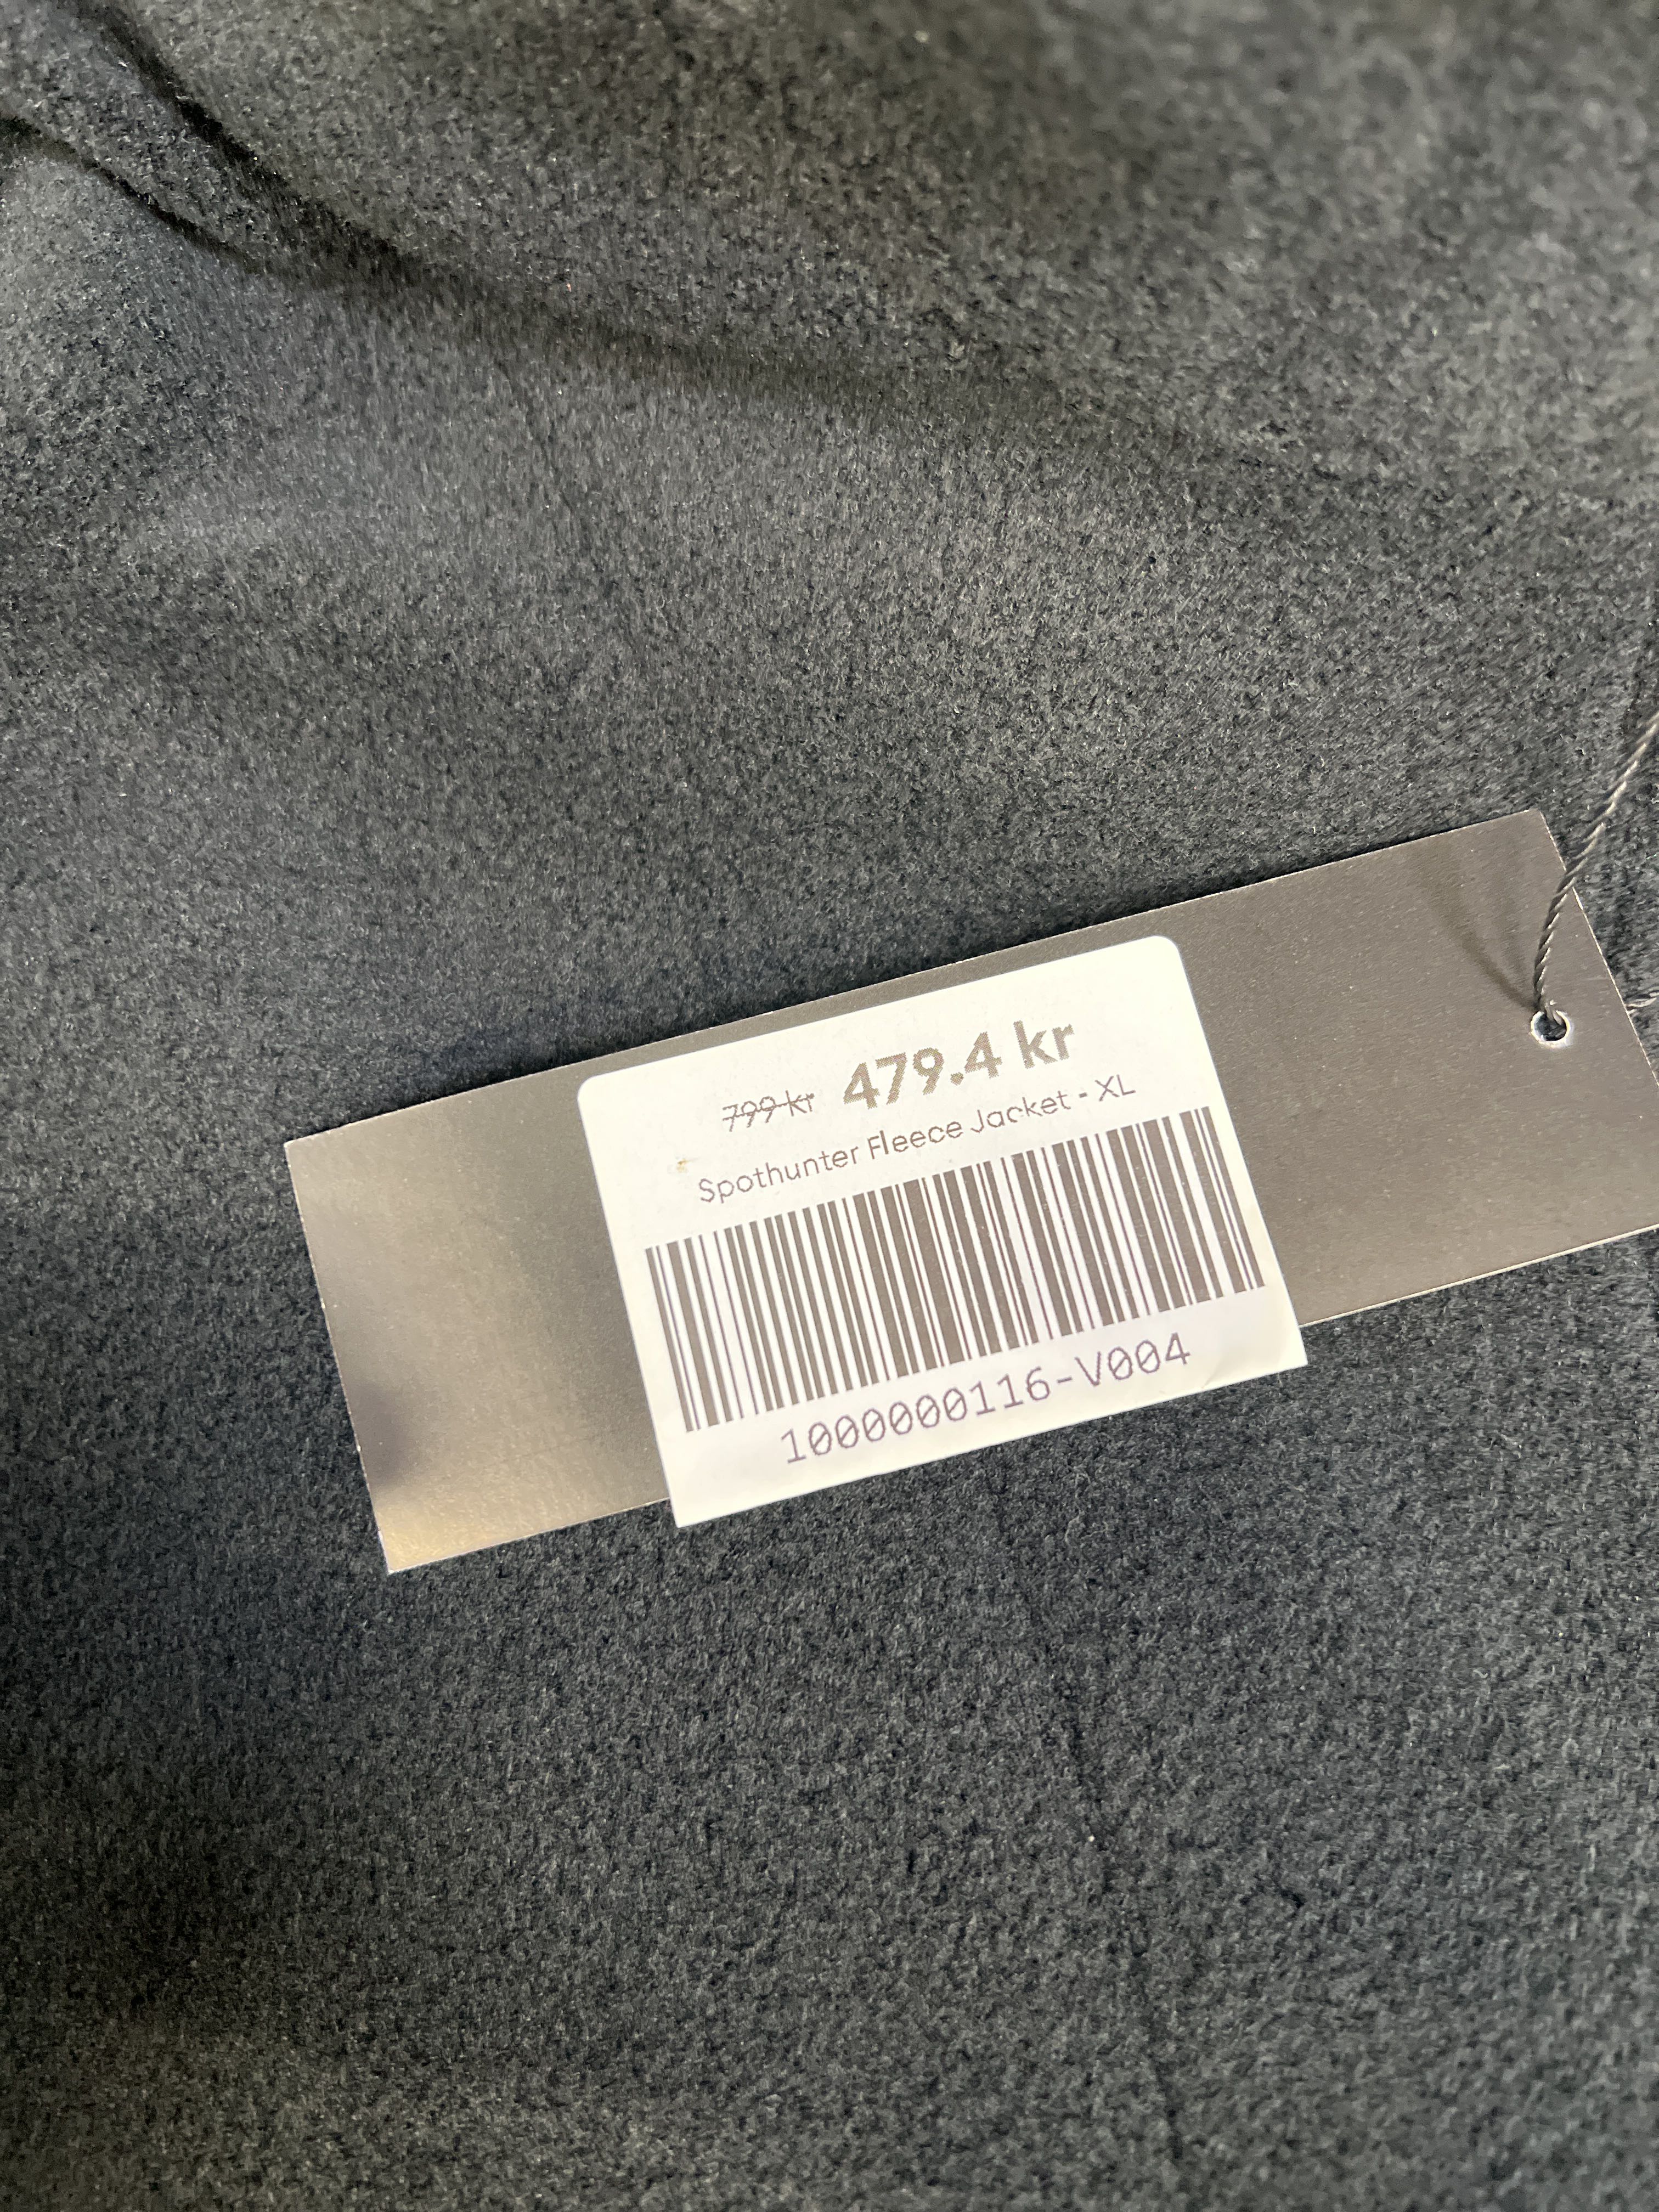 799 kr 479.4 kr
Spothunter Fleece Jacket - XL
1000000116-V004